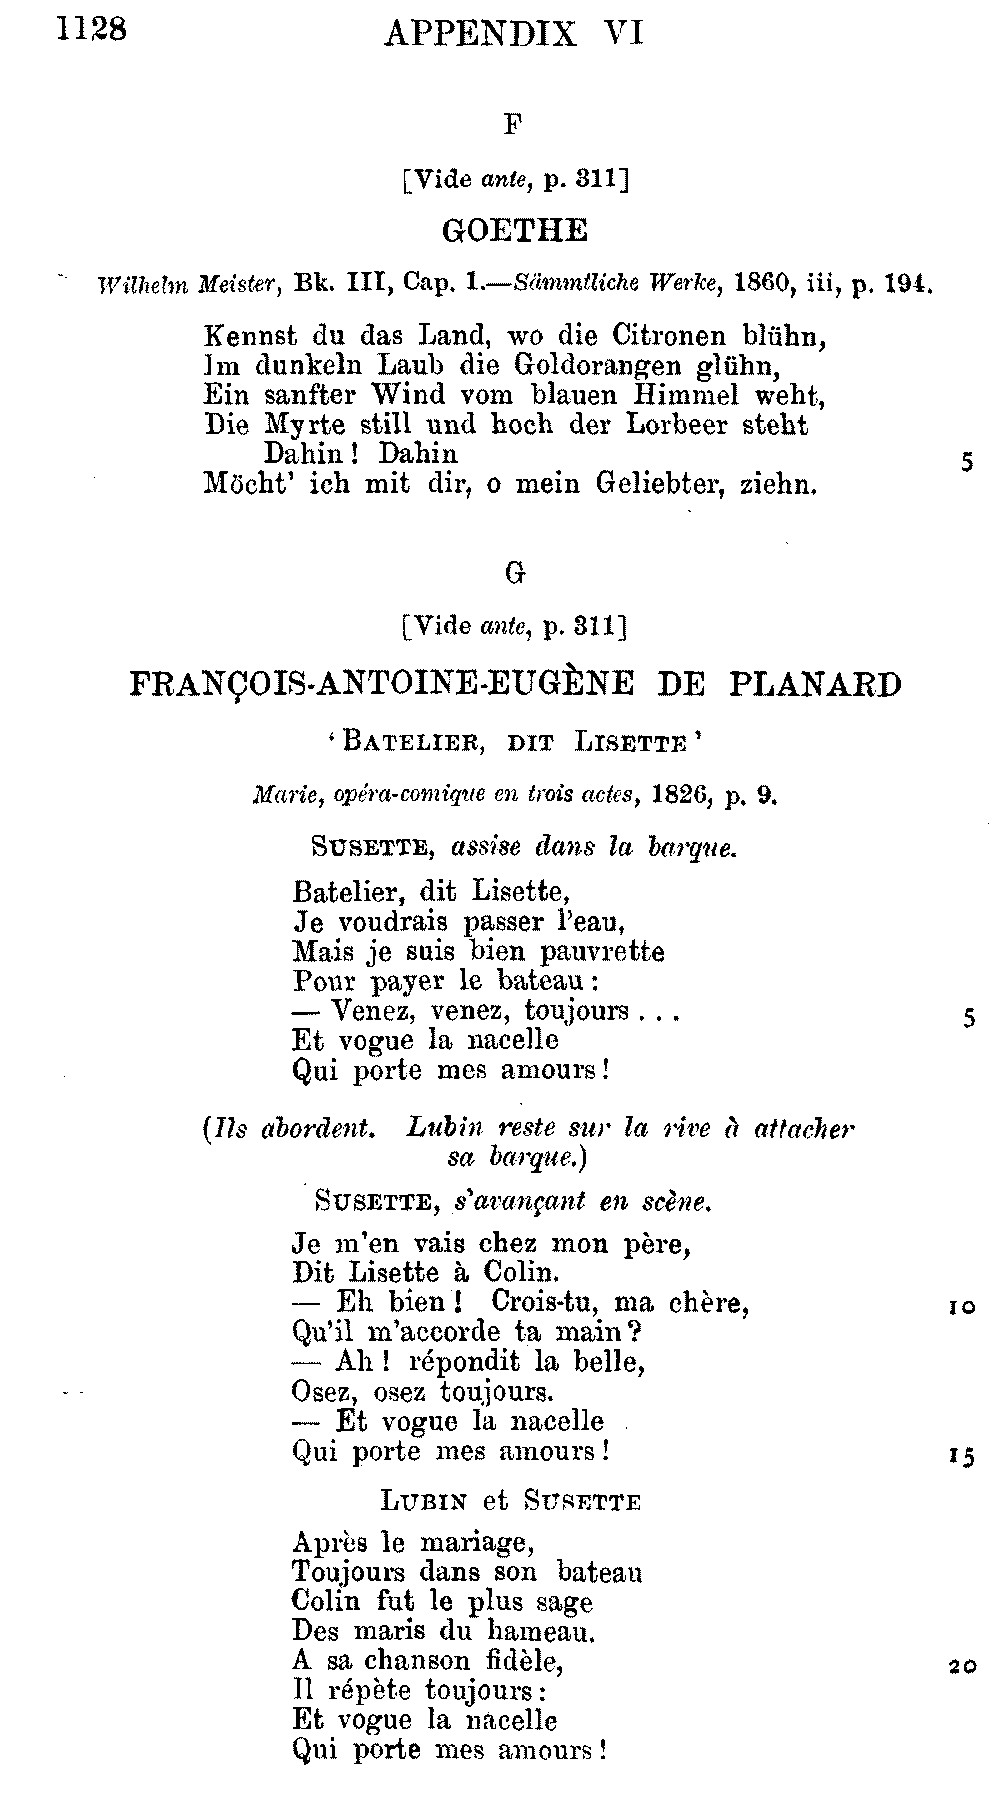 1128 APPENDIX VI
F
[Vide ante, p. 311]
GOETHE
Wilhelm Meister, Bk. III, Cap. 1.—Sämmtliche Werke, 1860, iii, p. 194.
Kennst du das Land, wo die Citronen blühn,
Im dunkeln Laub die Goldorangen glühn,
Ein sanfter Wind vom blauen Himmel weht,
Die Myrte still und hoch der Lorbeer steht
Dahin! Dahin 5
Möcht' ich mit dir, o mein Geliebter, ziehn.
G
[Vide ante, p. 311]
FRANÇOIS-ANTOINE-EUGÈNE DE PLANARD
'BATELIER, DIT LISETTE'
Marie, opéra-comique en trois actes, 1826, p. 9.
SUSETTE, assise dans la barque.
Batelier, dit Lisette,
Je voudrais passer l'eau,
Mais je suis bien pauvrette
Pour payer le bateau:
— Venez, venez, toujours . . . 5
Et vogue la nacelle
Qui porte mes amours!
(Ils abordent. Lubin reste sur la rive à attacher
sa barque.)
SUSETTE, s'avançant en scène.
Je m'en vais chez mon père,
Dit Lisette à Colin.
— Eh bien! Crois-tu, ma chère, 10
Qu'il m'accorde ta main?
— Ah! répondit la belle,
Osez, osez toujours.
— Et vogue la nacelle
Qui porte mes amours! 15
LUBIN et SUSETTE
Après le mariage,
Toujours dans son bateau
Colin fut le plus sage
Des maris du hameau.
A sa chanson fidèle, 20
Il répète toujours:
Et vogue la nacelle
Qui porte mes amours!